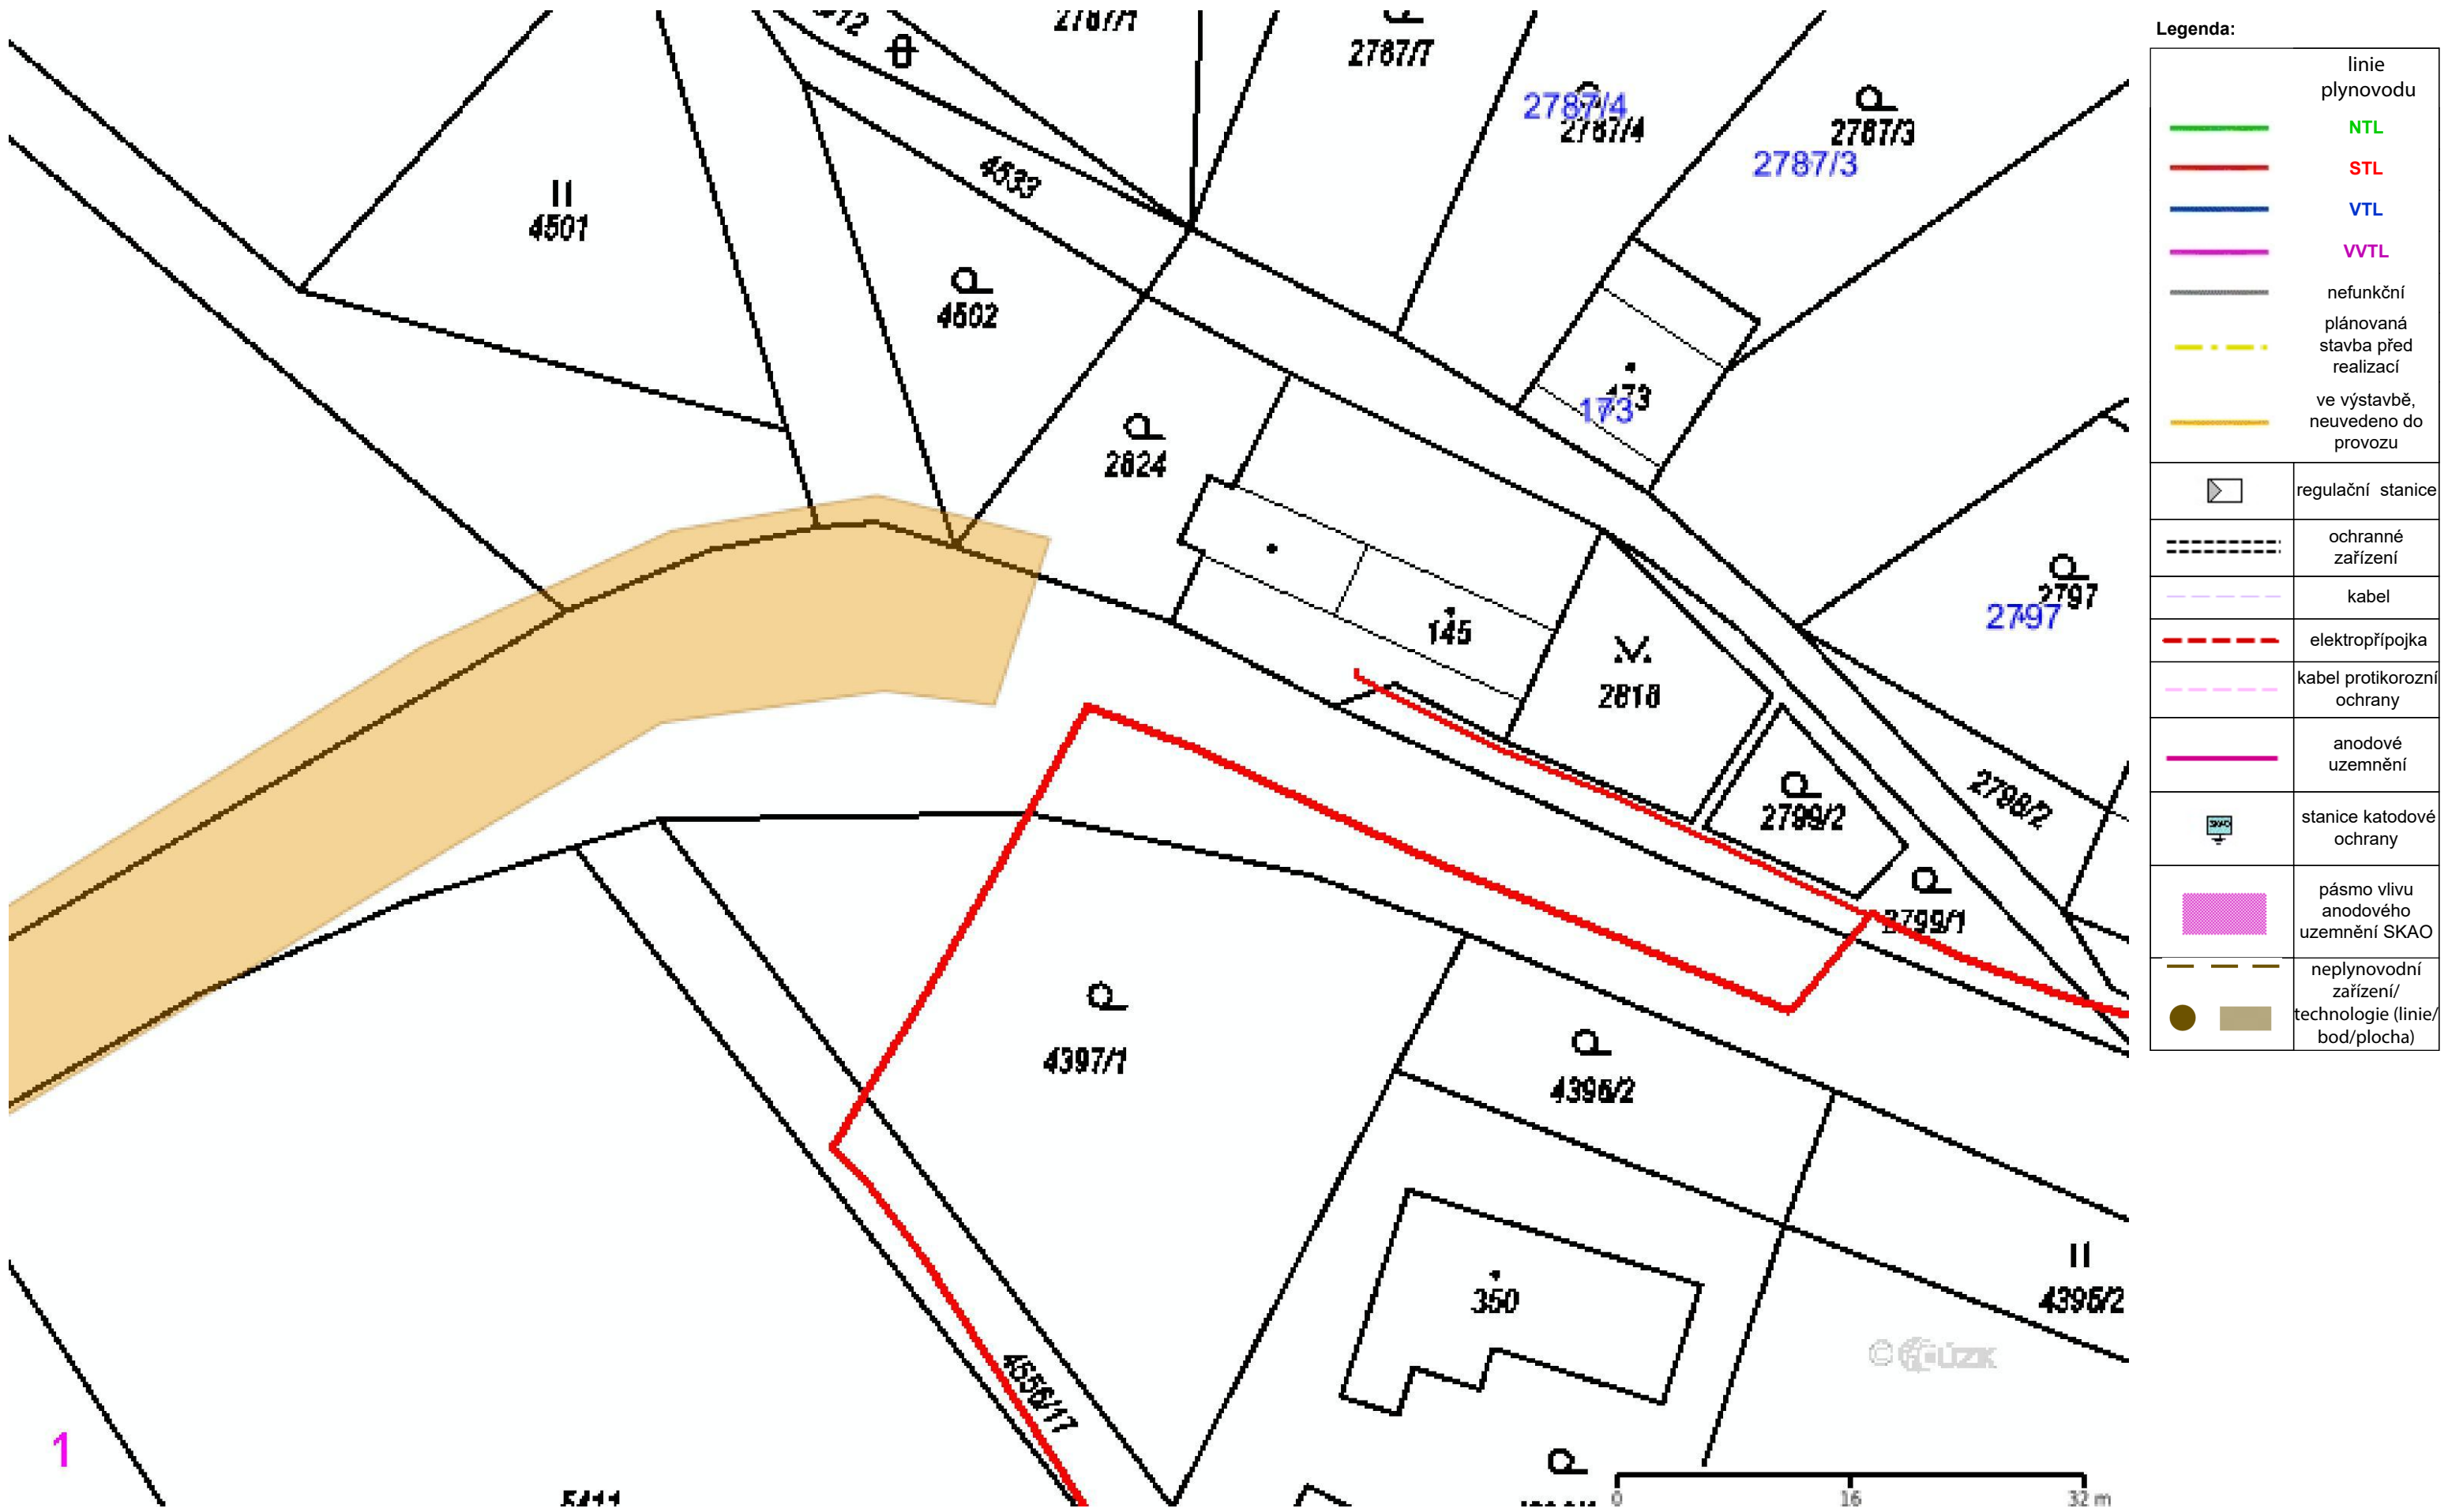 2787/7
2787/4
2787/4
2787/3
2787/3
4533
II
4501
P
4502
P
2824
173
173
145
2818
2797
2797
P
2799/2
2798/2
P
2799/1
P
4397/1
P
4396/2
350
II
4395/2
4556/17
1
P
0 16 32 m
Legenda:
linie
plynovodu
NTL
STL
VTL
VVTL
nefunkční
plánovaná
stavba před
realizací
ve výstavbě,
neuvedeno do
provozu
regulační stanice
ochranné
zařízení
kabel
elektropřípojka
kabel protikorozní
ochrany
anodové
uzemnění
SKAO
stanice katodové
ochrany
pásmo vlivu
anodového
uzemnění SKAO
neplynovodní
zařízení/
technologie (linie/
bod/plocha)